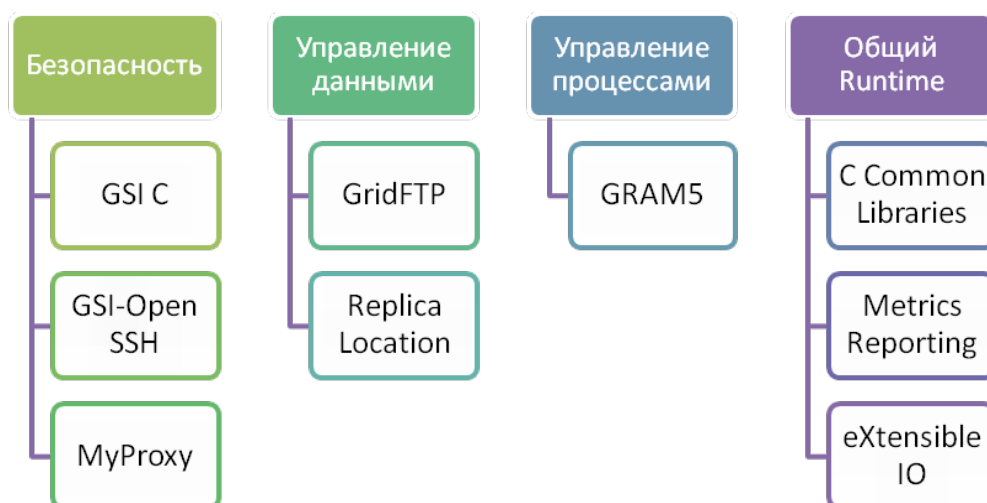 Безопасность
GSI C
GSI-Open
SSH
MyProxy
Управление
данными
GridFTP
Replica
Location
Управление
процессами
GRAM5
Общий
Runtime
C Common
Libraries
Metrics
Reporting
eXtensible
IO